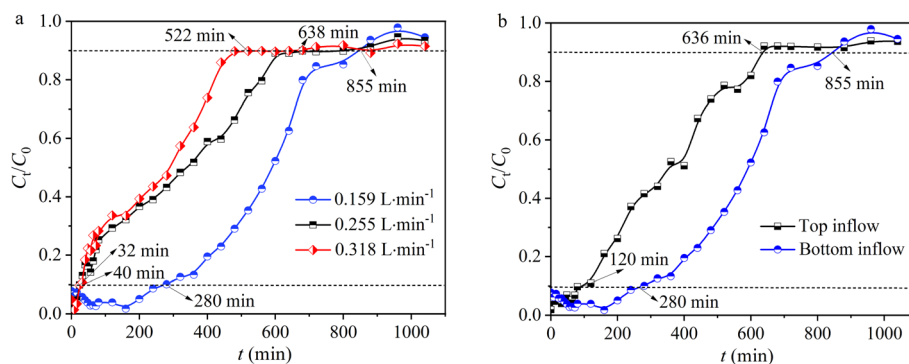 a
522 min
638 min
855 min
32 min
40 min
280 min
0.159 L·min⁻¹
0.255 L·min⁻¹
0.318 L·min⁻¹
1.0
0.8
0.6
0.4
0.2
0.0
Cₜ/C₀
0 200 400 600 800 1000
t (min)
b
636 min
855 min
120 min
280 min
Top inflow
Bottom inflow
1.0
0.8
0.6
0.4
0.2
0.0
Cₜ/C₀
0 200 400 600 800 1000
t (min)